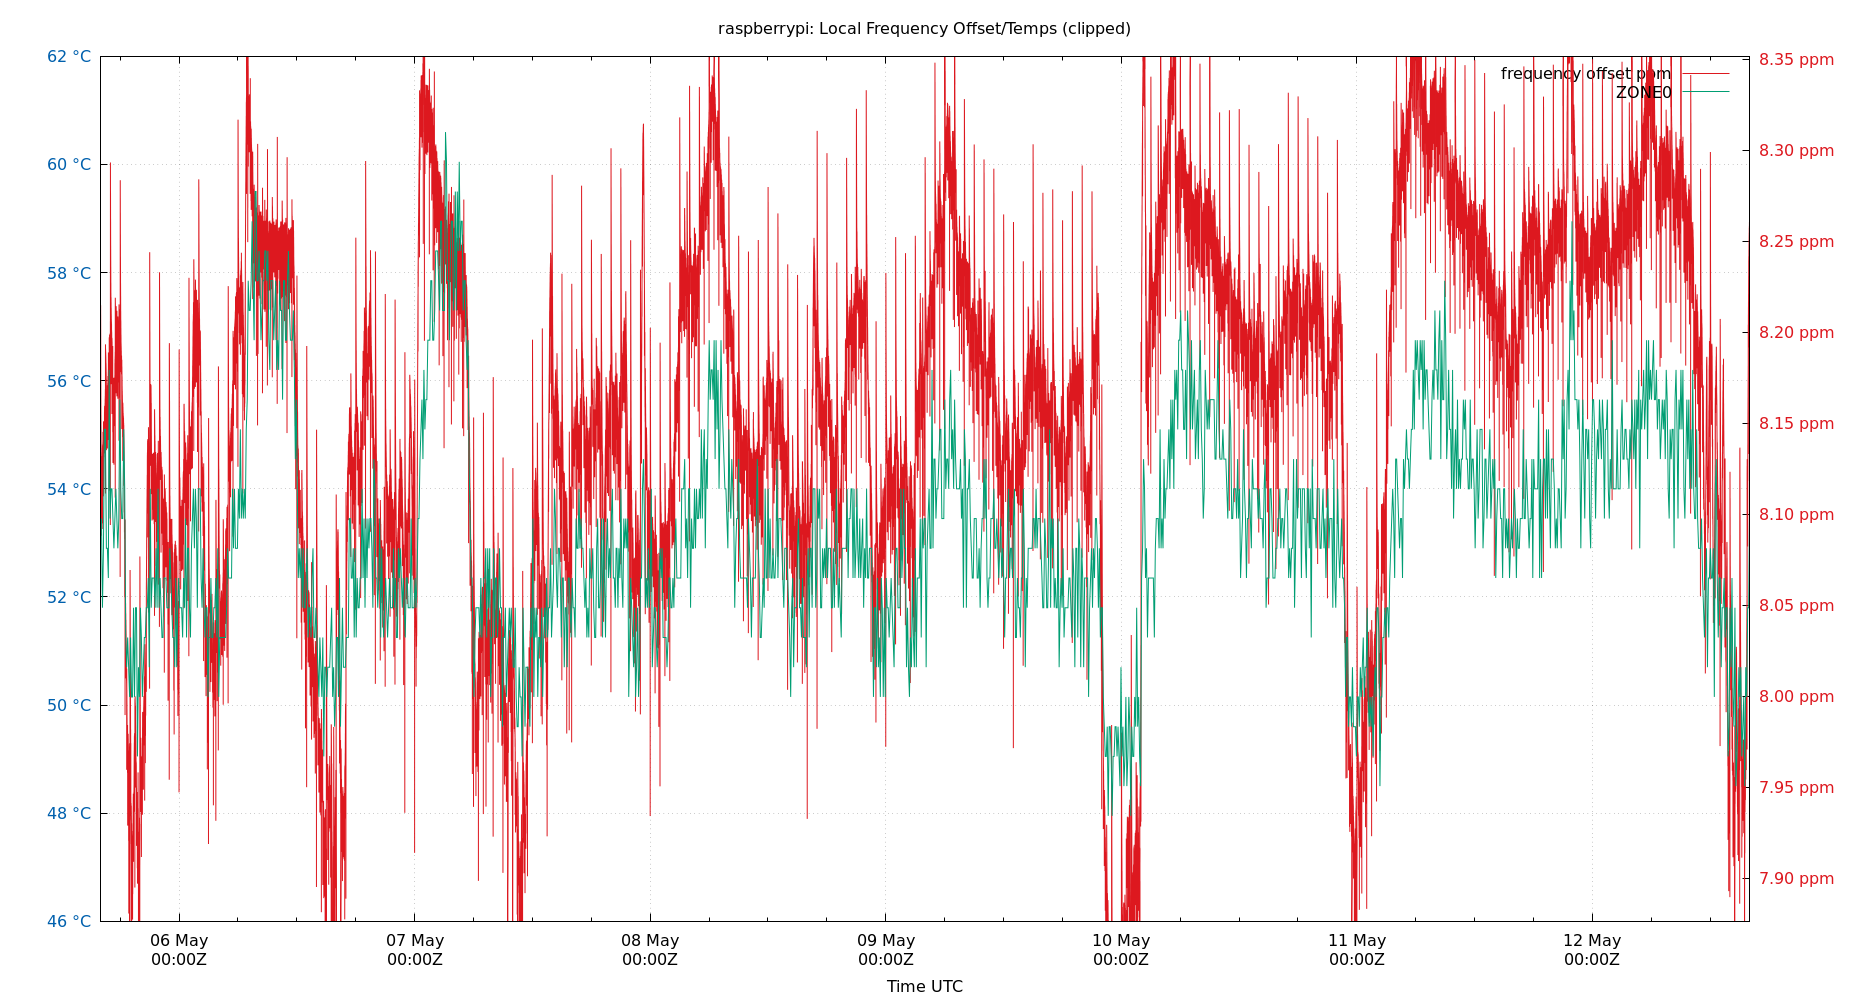 raspberrypi: Local Frequency Offset/Temps (clipped)
62 °C
60 °C
58 °C
56 °C
54 °C
52 °C
50 °C
48 °C
46 °C
8.35 ppm
8.30 ppm
8.25 ppm
8.20 ppm
8.15 ppm
8.10 ppm
8.05 ppm
8.00 ppm
7.95 ppm
7.90 ppm
frequency offset ppm
ZONE0
06 May
00:00Z
07 May
00:00Z
08 May
00:00Z
09 May
00:00Z
10 May
00:00Z
11 May
00:00Z
12 May
00:00Z
Time UTC